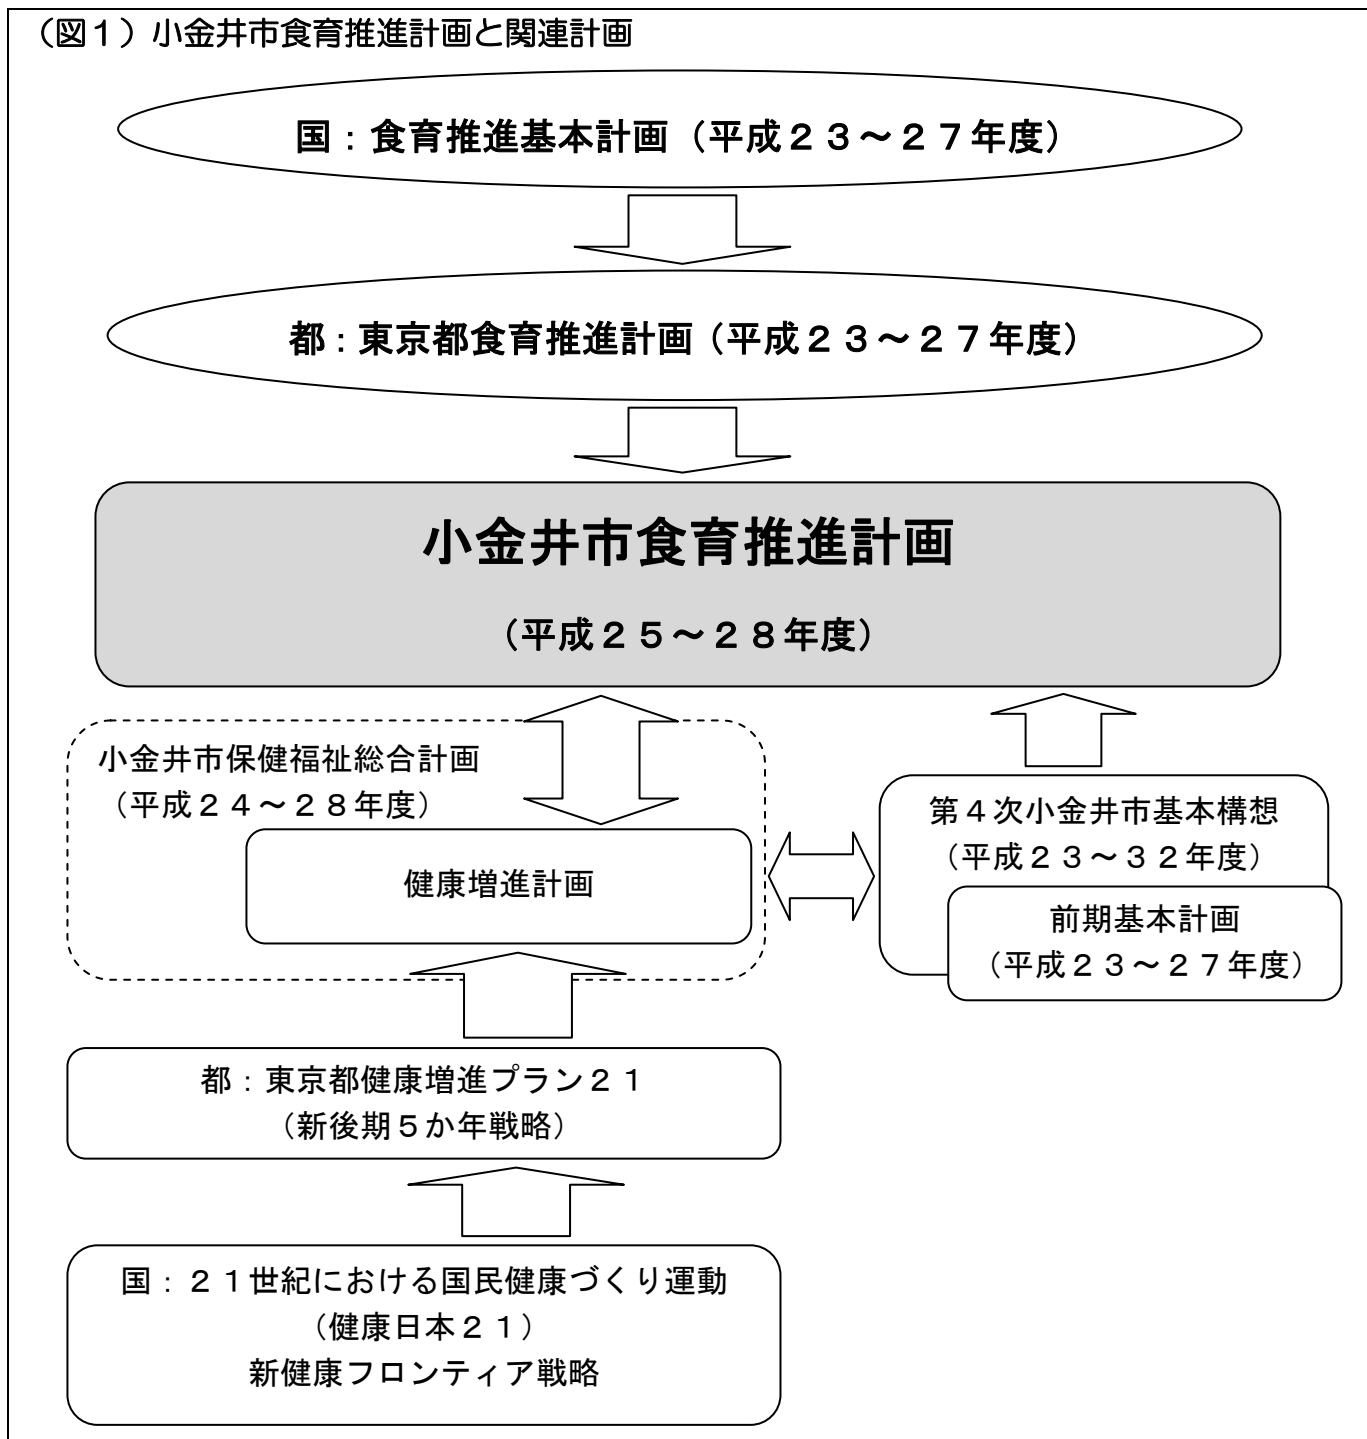 （図１）小金井市食育推進計画と関連計画
国：食育推進基本計画（平成２３～２７年度）
都：東京都食育推進計画（平成２３～２７年度）
小金井市食育推進計画
（平成２５～２８年度）
小金井市保健福祉総合計画
（平成２４～２８年度）
健康増進計画
第４次小金井市基本構想
（平成２３～３２年度）
前期基本計画
（平成２３～２７年度）
都：東京都健康増進プラン２１
（新後期５か年戦略）
国：２１世紀における国民健康づくり運動
（健康日本２１）
新健康フロンティア戦略